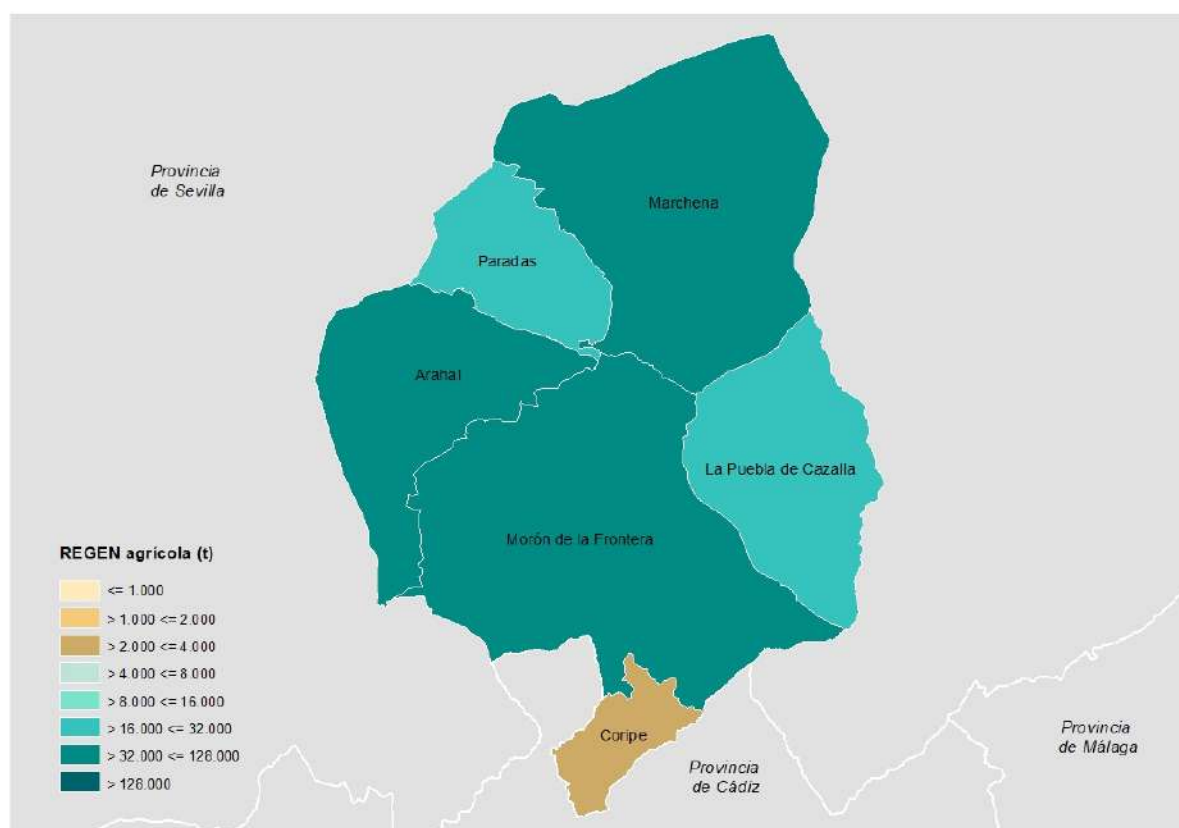 Provincia
de Sevilla
Marchena
Paradas
Arahal
La Puebla de Cazalla
Morón de la Frontera
Coripe
Provincia
de Málaga
Provincia
de Cádiz
REGEN agrícola (t)
<= 1.000
> 1.000 <= 2.000
> 2.000 <= 4.000
> 4.000 <= 8.000
> 8.000 <= 16.000
> 16.000 <= 32.000
> 32.000 <= 128.000
> 128.000